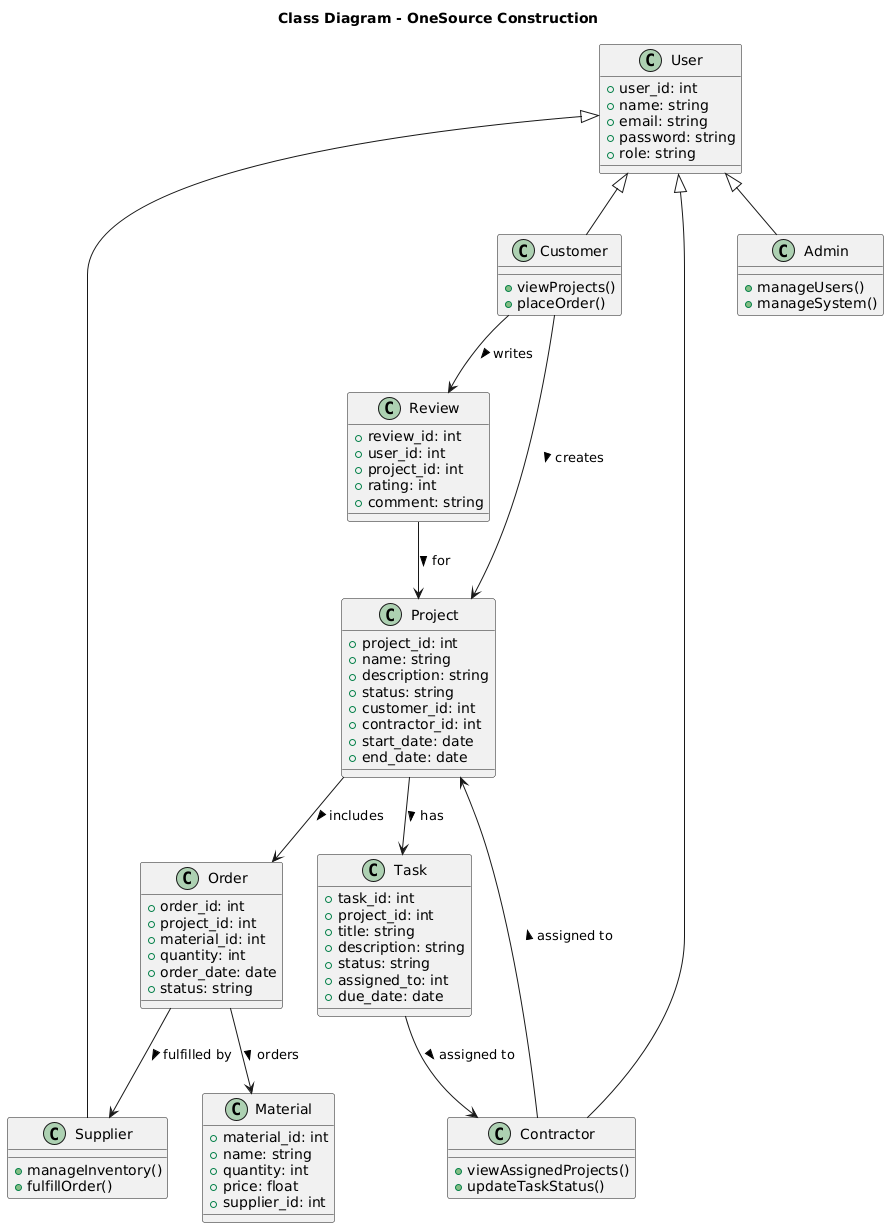 Class Diagram - OneSource Construction
C User
user_id: int
name: string
email: string
password: string
role: string
C Customer
viewProjects()
placeOrder()
C Admin
manageUsers()
manageSystem()
writes
C Review
review_id: int
user_id: int
project_id: int
rating: int
comment: string
creates
for
C Project
project_id: int
name: string
description: string
status: string
customer_id: int
contractor_id: int
start_date: date
end_date: date
includes
has
C Order
order_id: int
project_id: int
material_id: int
quantity: int
order_date: date
status: string
C Task
task_id: int
project_id: int
title: string
description: string
status: string
assigned_to: int
due_date: date
assigned to
fulfilled by
orders
assigned to
C Supplier
manageInventory()
fulfillOrder()
C Material
material_id: int
name: string
quantity: int
price: float
supplier_id: int
C Contractor
viewAssignedProjects()
updateTaskStatus()